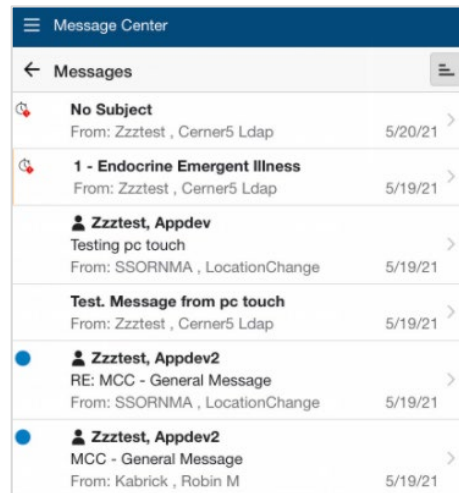 Message Center
Messages
No Subject
From: Zzztest , Cerner5 Ldap 5/20/21
1 - Endocrine Emergent Illness
From: Zzztest , Cerner5 Ldap 5/19/21
Zzztest, Appdev
Testing pc touch
From: SSORNMA , LocationChange 5/19/21
Test. Message from pc touch
From: Zzztest , Cerner5 Ldap 5/19/21
Zzztest, Appdev2
RE: MCC - General Message
From: SSORNMA , LocationChange 5/19/21
Zzztest, Appdev2
MCC - General Message
From: Kabrick , Robin M 5/19/21